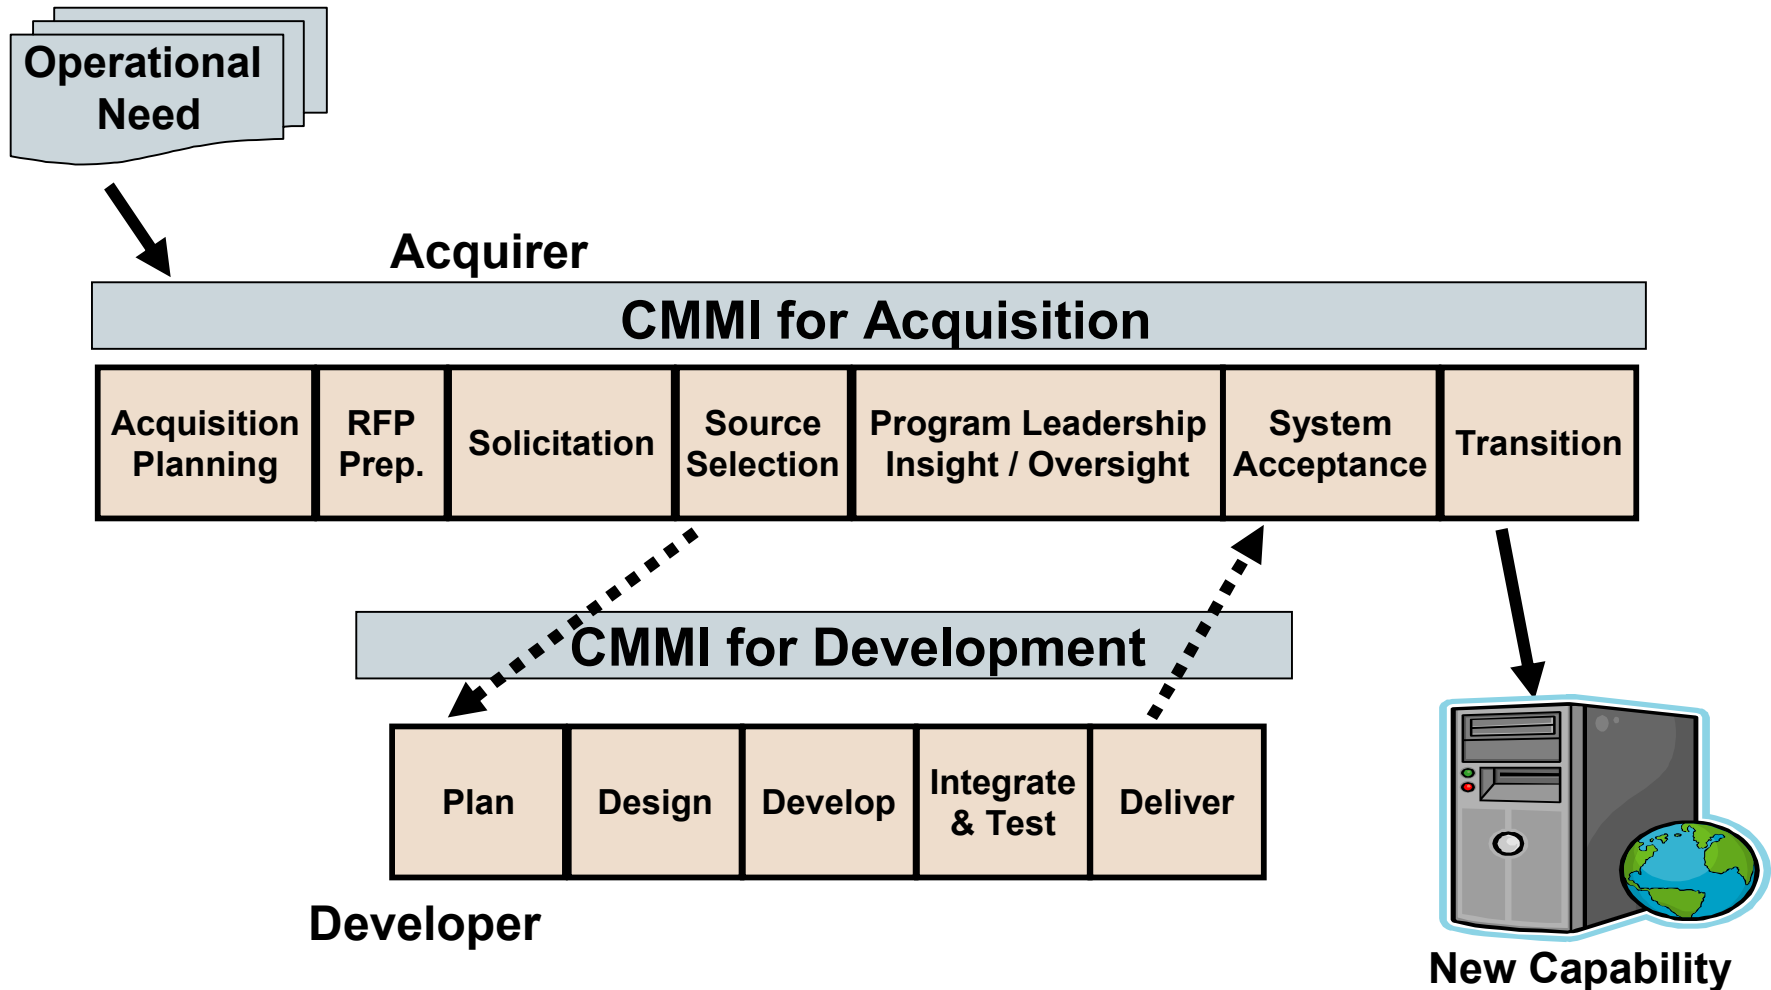 Operational
Need
Acquirer
CMMI for Acquisition
Acquisition
Planning
RFP
Prep.
Solicitation
Source
Selection
Program Leadership
Insight / Oversight
System
Acceptance
Transition
CMMI for Development
Plan
Design
Develop
Integrate
& Test
Deliver
Developer
New Capability